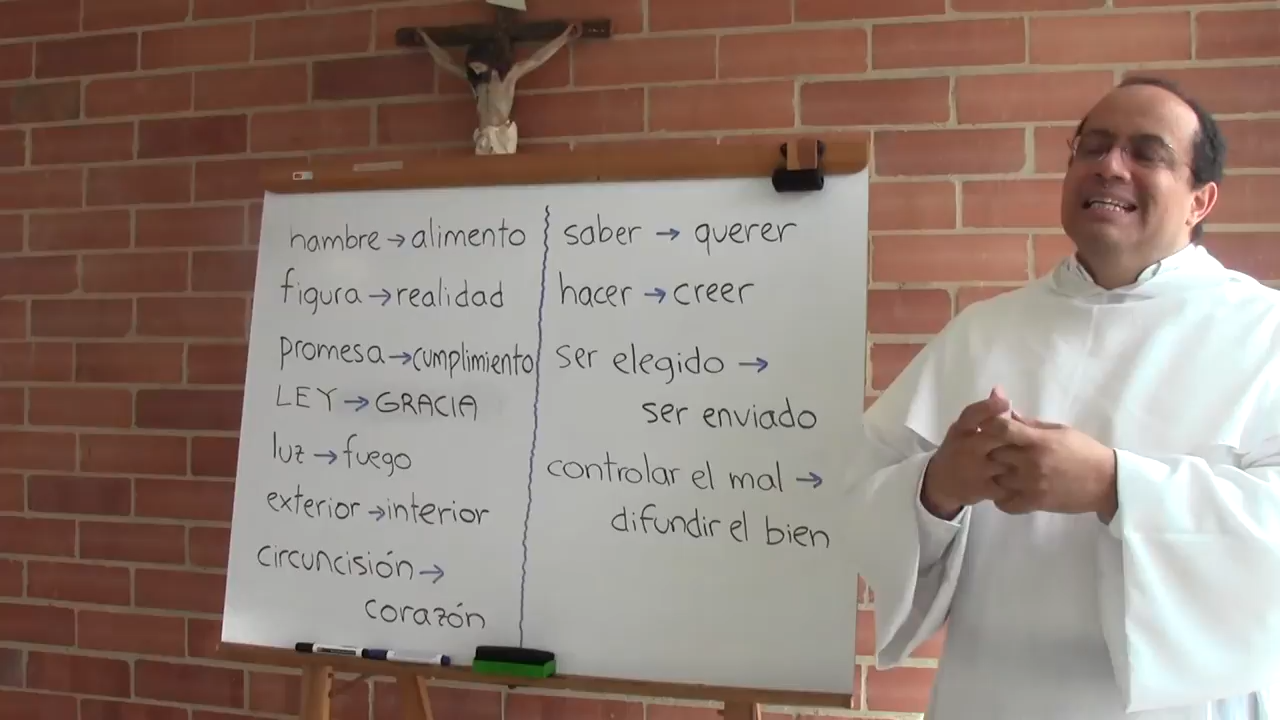 hambre → alimento
figura → realidad
promesa → cumplimiento
LEY → GRACIA
luz → fuego
exterior → interior
circuncisión →
corazón
saber → querer
hacer → creer
ser elegido →
ser enviado
controlar el mal →
difundir el bien